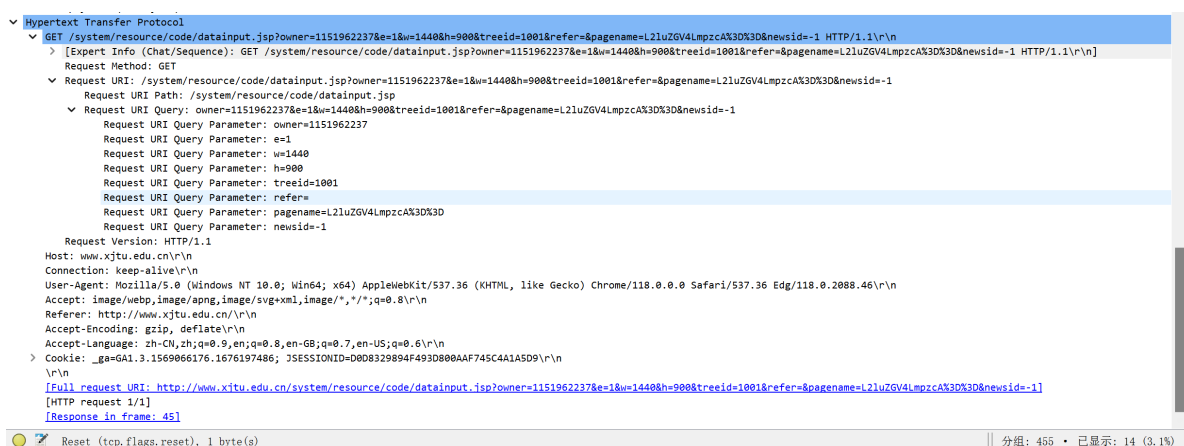 Hypertext Transfer Protocol
GET /system/resource/code/datainput.jsp?owner=1151962237&e=1&w=1440&h=900&treeid=1001&refer=&pagename=L2luZGV4LmpzcA%3D%3D&newsid=-1 HTTP/1.1\r\n
[Expert Info (Chat/Sequence): GET /system/resource/code/datainput.jsp?owner=1151962237&e=1&w=1440&h=900&treeid=1001&refer=&pagename=L2luZGV4LmpzcA%3D%3D&newsid=-1 HTTP/1.1\r\n]
Request Method: GET
Request URI: /system/resource/code/datainput.jsp?owner=1151962237&e=1&w=1440&h=900&treeid=1001&refer=&pagename=L2luZGV4LmpzcA%3D%3D&newsid=-1
Request URI Path: /system/resource/code/datainput.jsp
Request URI Query: owner=1151962237&e=1&w=1440&h=900&treeid=1001&refer=&pagename=L2luZGV4LmpzcA%3D%3D&newsid=-1
Request URI Query Parameter: owner=1151962237
Request URI Query Parameter: e=1
Request URI Query Parameter: w=1440
Request URI Query Parameter: h=900
Request URI Query Parameter: treeid=1001
Request URI Query Parameter: refer=
Request URI Query Parameter: pagename=L2luZGV4LmpzcA%3D%3D
Request URI Query Parameter: newsid=-1
Request Version: HTTP/1.1
Host: www.xjtu.edu.cn\r\n
Connection: keep-alive\r\n
User-Agent: Mozilla/5.0 (Windows NT 10.0; Win64; x64) AppleWebKit/537.36 (KHTML, like Gecko) Chrome/118.0.0.0 Safari/537.36 Edg/118.0.2088.46\r\n
Accept: image/webp,image/apng,image/svg+xml,image/*,*/*;q=0.8\r\n
Referer: http://www.xjtu.edu.cn/\r\n
Accept-Encoding: gzip, deflate\r\n
Accept-Language: zh-CN,zh;q=0.9,en;q=0.8,en-GB;q=0.7,en-US;q=0.6\r\n
Cookie: _ga=GA1.3.1569066176.1676197486; JSESSIONID=D0D8329894F493D800AAF745C4A1A5D9\r\n
\r\n
[Full request URI: http://www.xjtu.edu.cn/system/resource/code/datainput.jsp?owner=1151962237&e=1&w=1440&h=900&treeid=1001&refer=&pagename=L2luZGV4LmpzcA%3D%3D&newsid=-1]
[HTTP request 1/1]
[Response in frame: 45]
Reset (tcp.flags.reset), 1 byte(s) 分组: 455 • 已显示: 14 (3.1%)